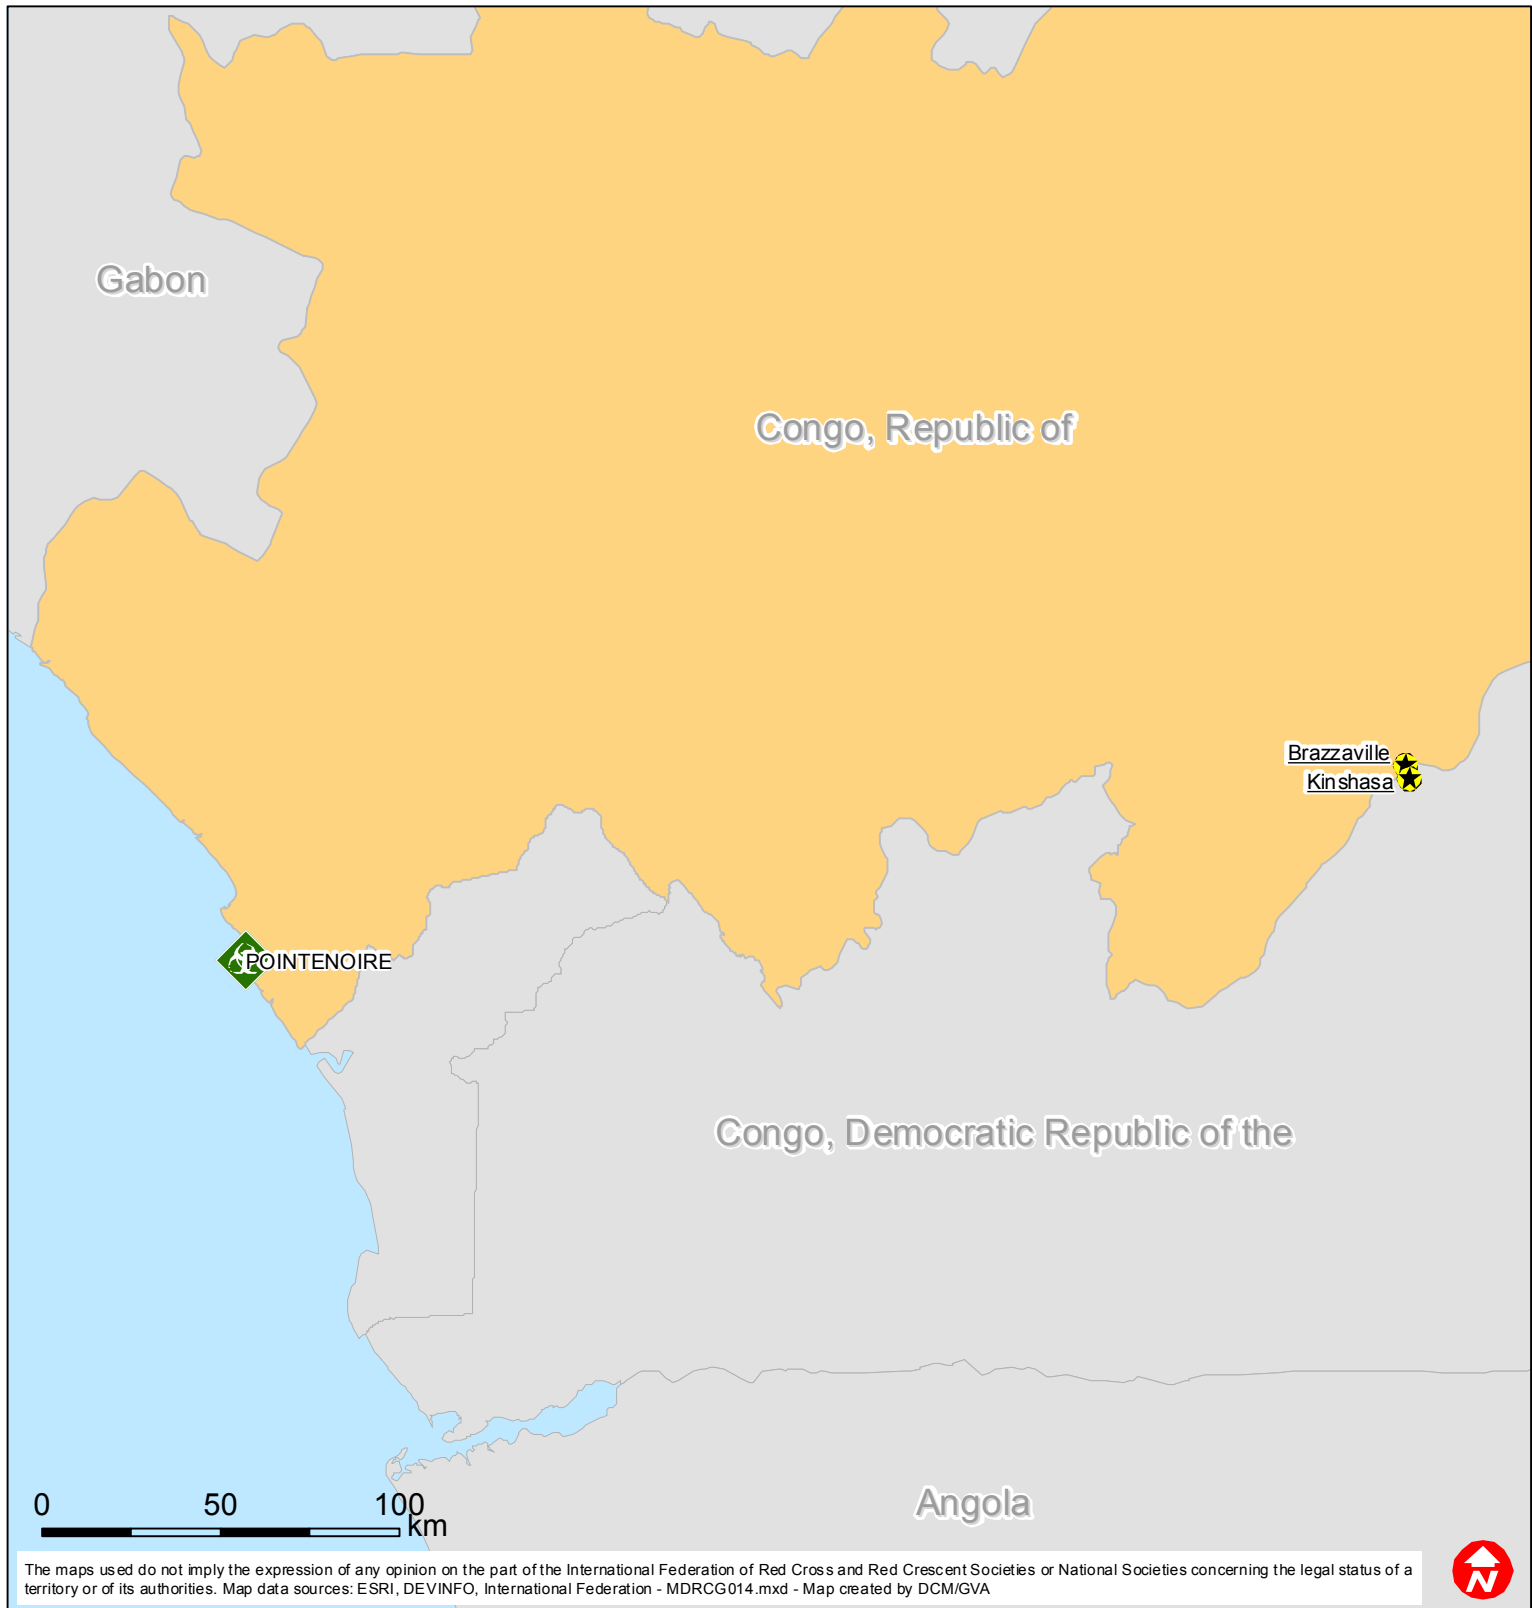 Gabon
Congo, Republic of
Brazzaville
Kinshasa
POINTENOIRE
Congo, Democratic Republic of the
Angola
0 50 100
km
The maps used do not imply the expression of any opinion on the part of the International Federation of Red Cross and Red Crescent Societies or National Societies concerning the legal status of a
territory or of its authorities. Map data sources: ESRI, DEVINFO, International Federation - MDRCG014.mxd - Map created by DCM/GVA
N